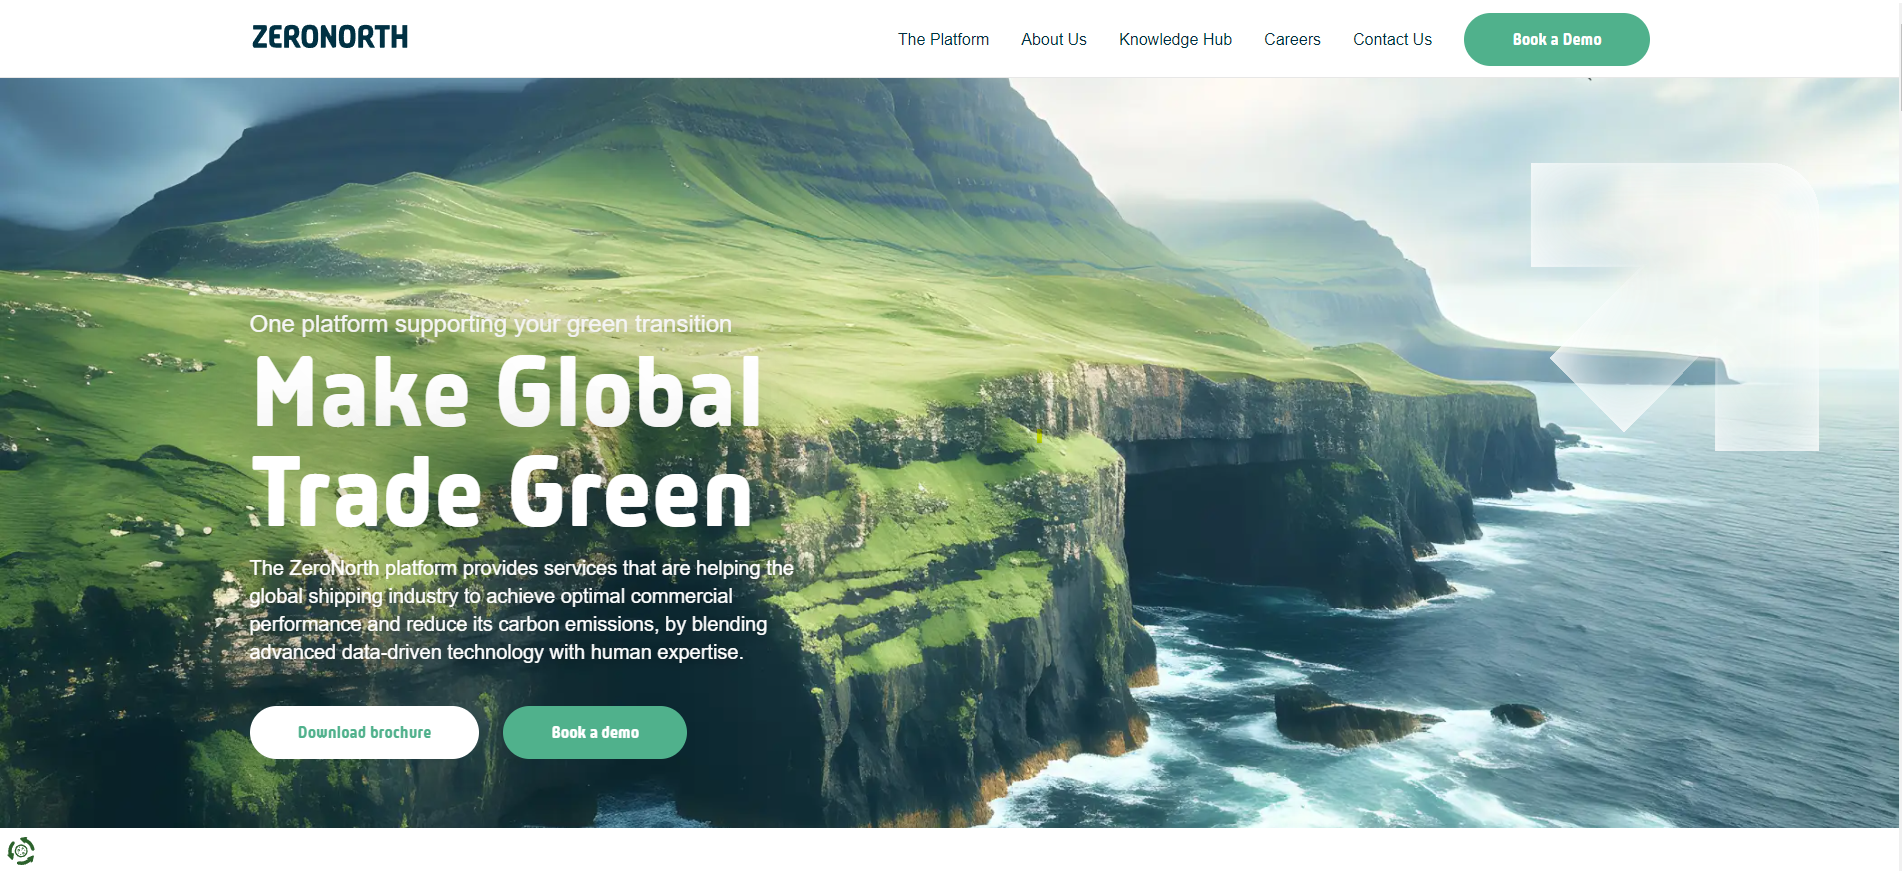 ZERONORTH
The Platform
About Us
Knowledge Hub
Careers
Contact Us
Book a Demo
One platform supporting your green transition
Make Global
Trade Green
The ZeroNorth platform provides services that are helping the
global shipping industry to achieve optimal commercial
performance and reduce its carbon emissions, by blending
advanced data-driven technology with human expertise.
Download brochure
Book a demo